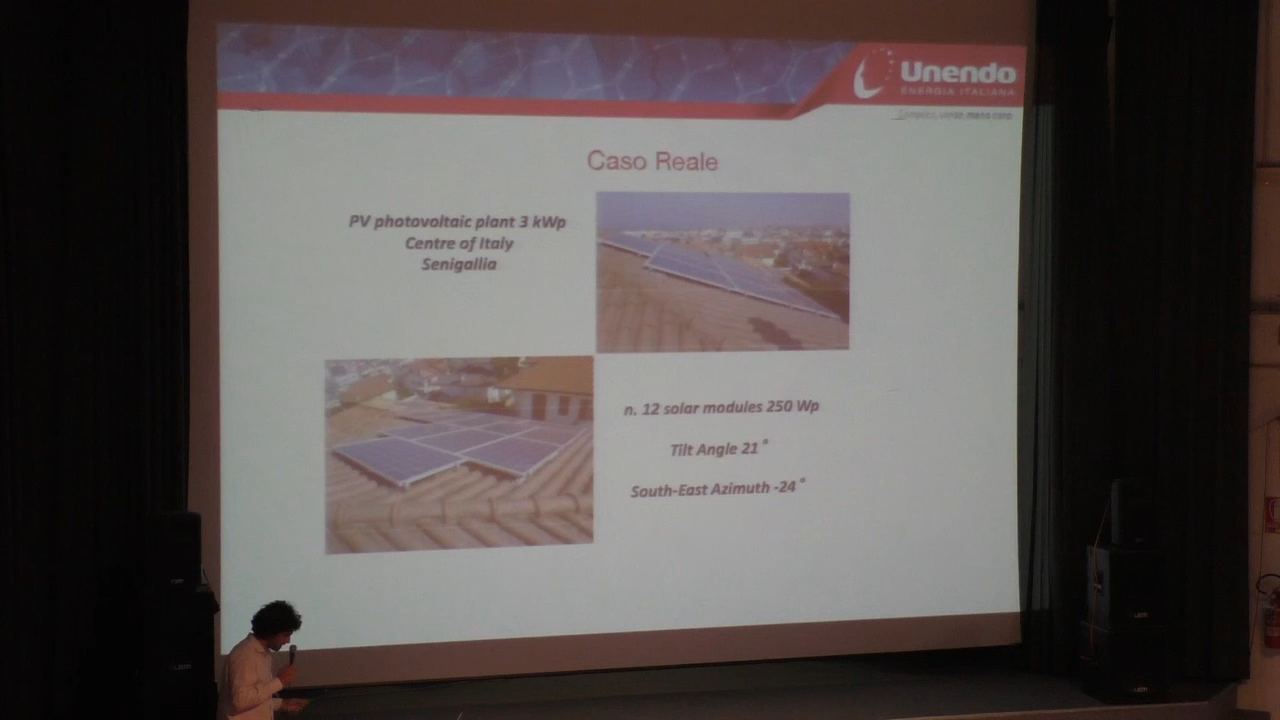 Unendo
ENERGIA ITALIANA
Caso Reale
PV photovoltaic plant 3 kWp
Centre of Italy
Senigallia
n. 12 solar modules 250 Wp
Tilt Angle 21°
South-East Azimuth -24°